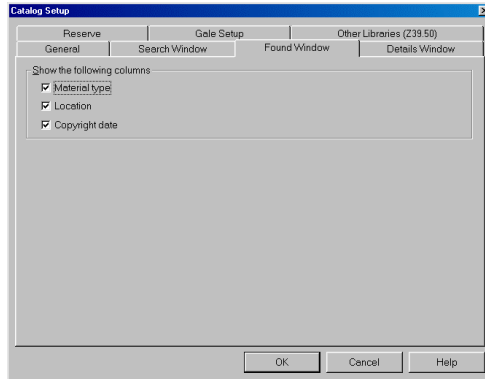 Catalog Setup
Reserve Gale Setup Other Libraries (Z39.50)
General Search Window Found Window Details Window
Show the following columns
Material type
Location
Copyright date
OK Cancel Help